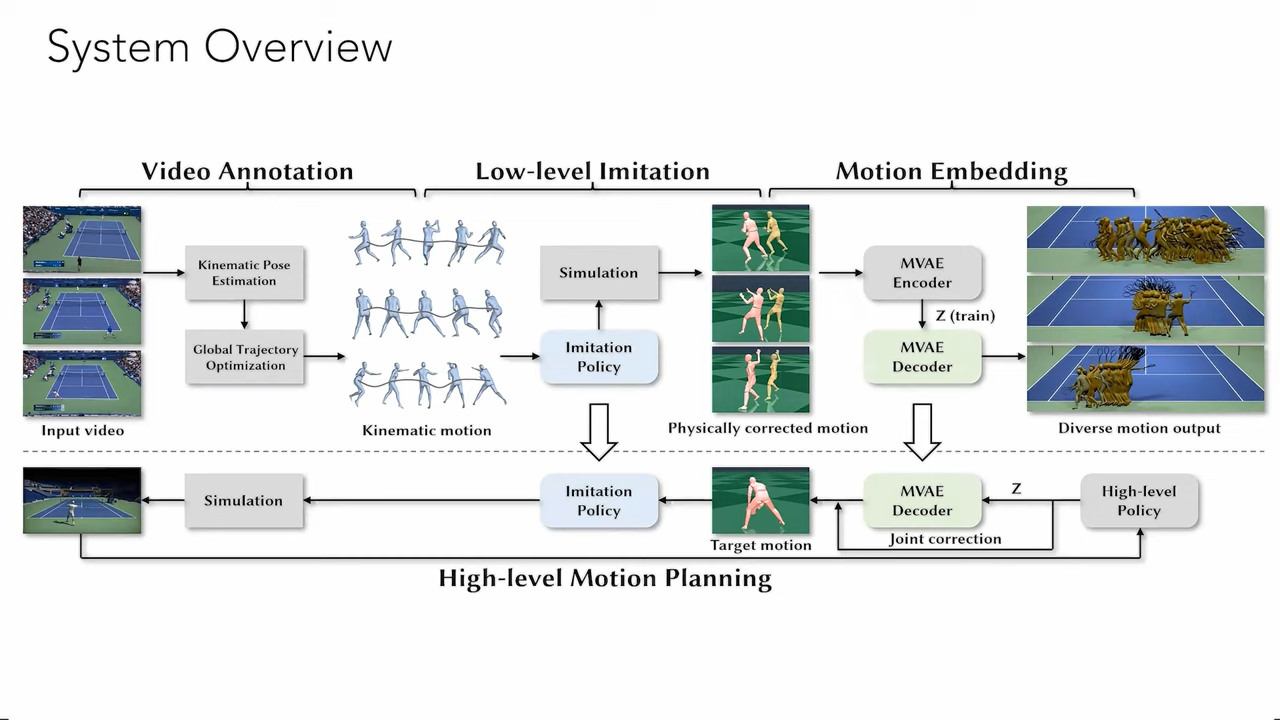 System Overview
Video Annotation
Low-level Imitation
Motion Embedding
Kinematic Pose
Estimation
Global Trajectory
Optimization
Simulation
Imitation
Policy
MVAE
Encoder
Z (train)
MVAE
Decoder
Input video
Kinematic motion
Physically corrected motion
Diverse motion output
Simulation
Imitation
Policy
Target motion
MVAE
Decoder
Z
Joint correction
High-level
Policy
High-level Motion Planning